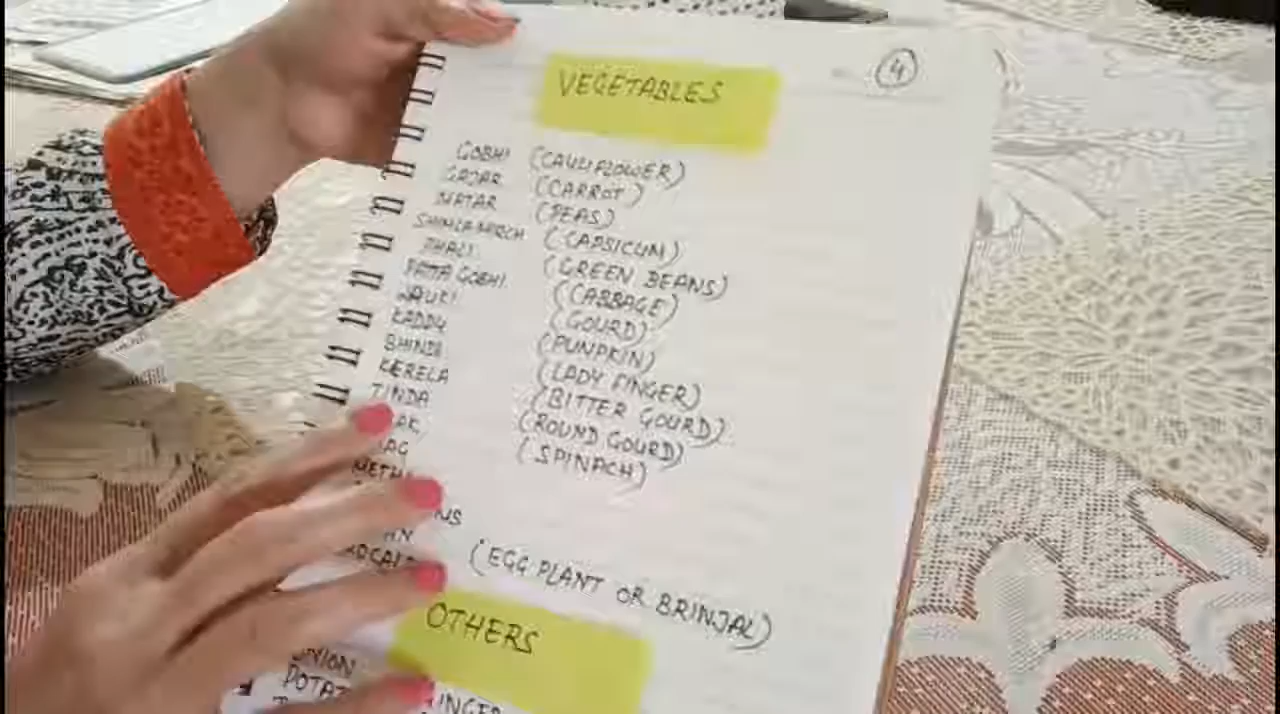 4
VEGETABLES
GOBHI (CAULIFLOWER)
GAJAR (CARROT)
MATAR (PEAS)
SHIMLA MIRCH (CAPSICUM)
PHALI (GREEN BEANS)
PATTA GOBHI (CABBAGE)
LAUKI (GOURD)
KADDU (PUMPKIN)
BHINDI (LADY FINGER)
KERELA (BITTER GOURD)
TINDA (ROUND GOURD)
(SPINACH)
(EGG PLANT OR BRINJAL)
OTHERS
ONION